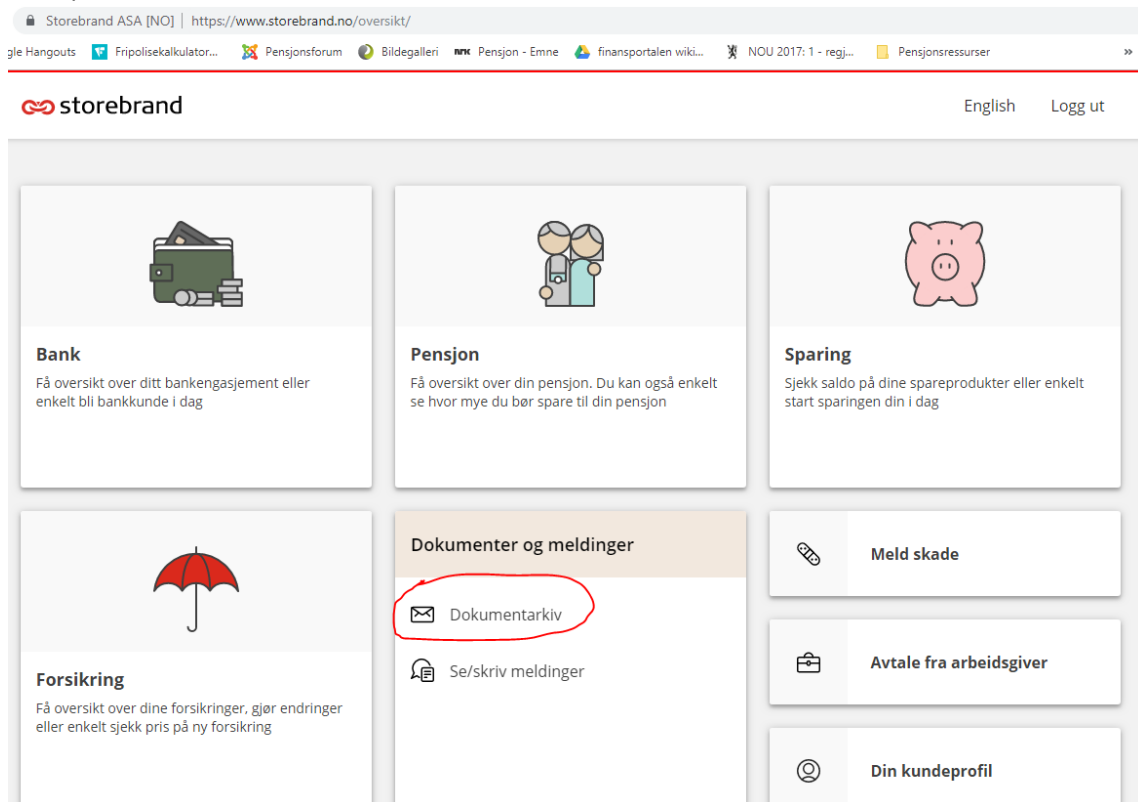 Storebrand ASA [NO] | https://www.storebrand.no/oversikt/
gle Hangouts Fripolisekalkulator... Pensjonsforum Bildegalleri NRK Pensjon - Emne finansportalen wiki... NOU 2017: 1 - regj... Pensjonsressurser »
storebrand
English Logg ut
Bank
Få oversikt over ditt bankengasjement eller
enkelt bli bankkunde i dag
Pensjon
Få oversikt over din pensjon. Du kan også enkelt
se hvor mye du bør spare til din pensjon
Sparing
Sjekk saldo på dine spareprodukter eller enkelt
start sparingen din i dag
Forsikring
Få oversikt over dine forsikringer, gjør endringer
eller enkelt sjekk pris på ny forsikring
Dokumenter og meldinger
Dokumentarkiv
Se/skriv meldinger
Meld skade
Avtale fra arbeidsgiver
Din kundeprofil